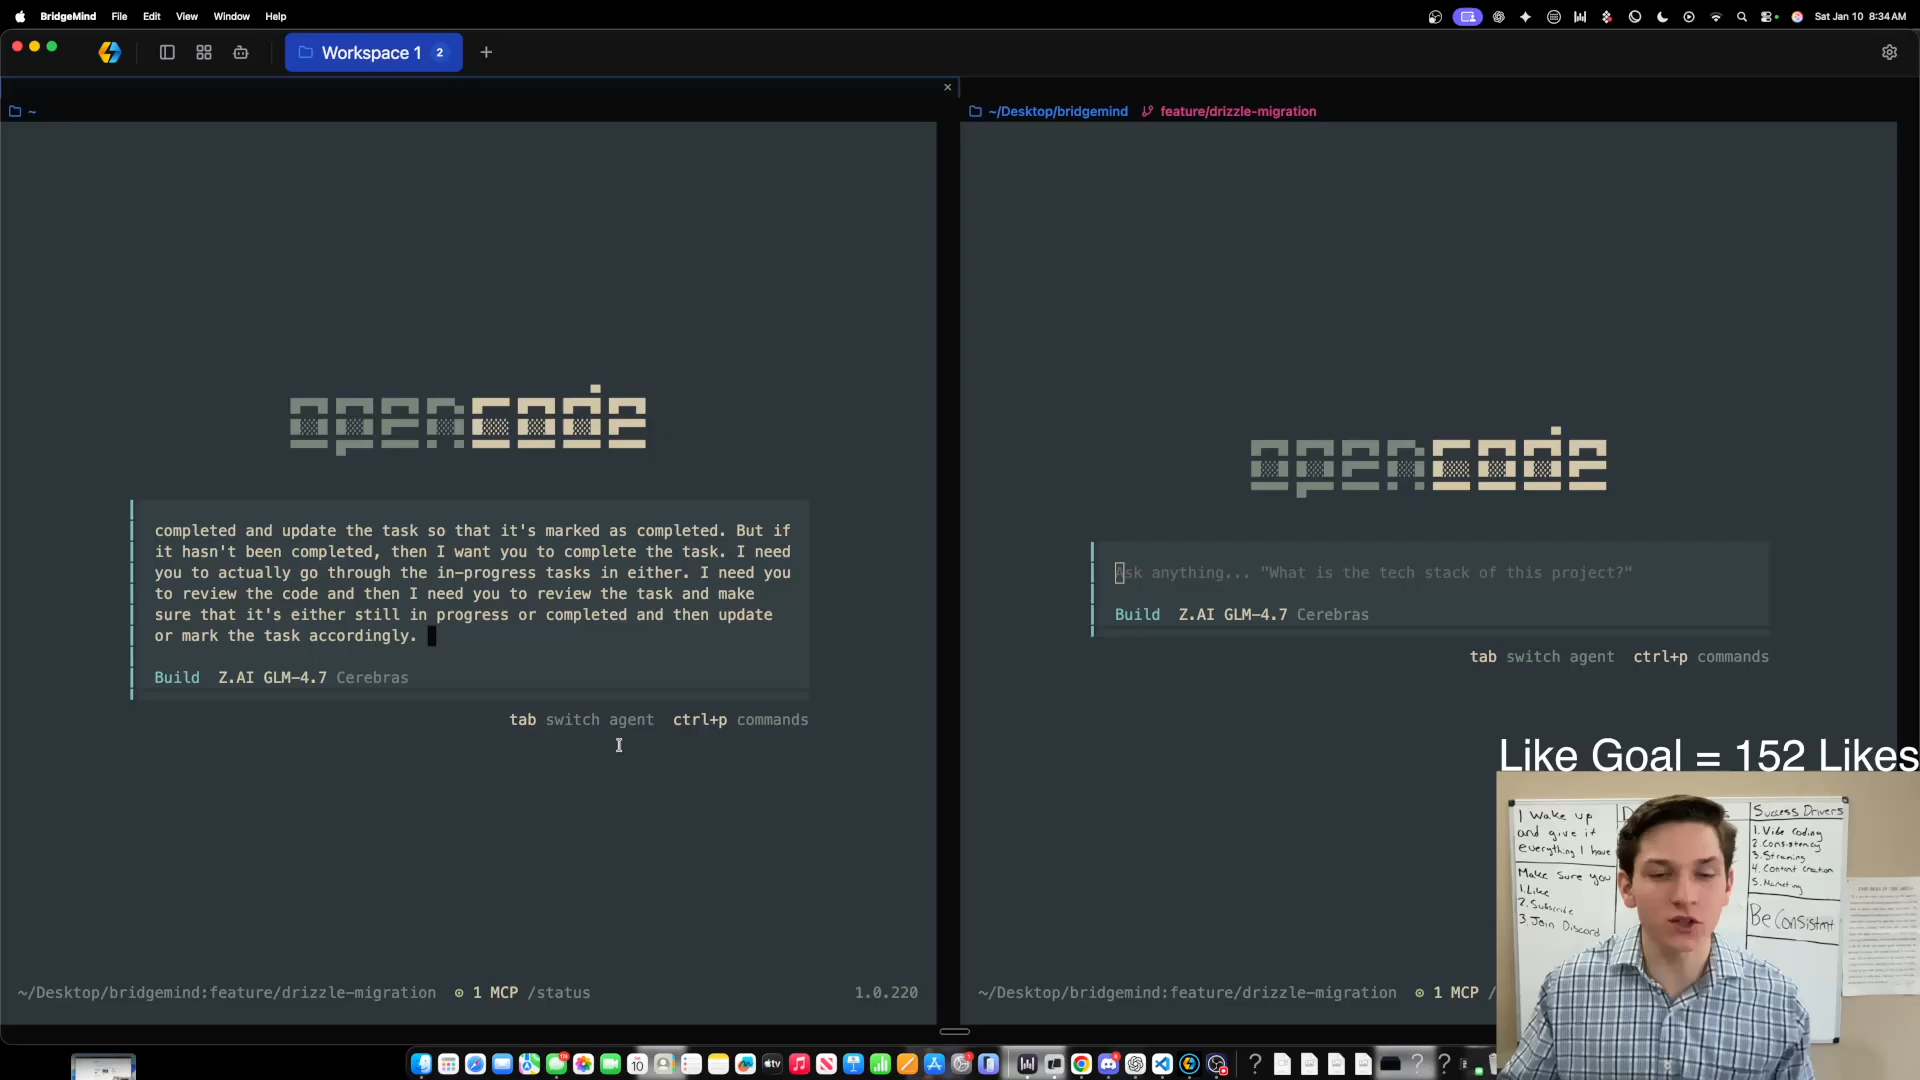 BridgeMind File Edit View Window Help
Sat Jan 10 8:34 AM
Workspace 1 2 +
~
~/Desktop/bridgemind feature/drizzle-migration
opencode
completed and update the task so that it's marked as completed. But if
it hasn't been completed, then I want you to complete the task. I need
you to actually go through the in-progress tasks in either. I need you
to review the code and then I need you to review the task and make
sure that it's either still in progress or completed and then update
or mark the task accordingly.
Build Z.AI GLM-4.7 Cerebras
tab switch agent ctrl+p commands
~/Desktop/bridgemind:feature/drizzle-migration 1 MCP /status
1.0.220
opencode
Ask anything... "What is the tech stack of this project?"
Build Z.AI GLM-4.7 Cerebras
tab switch agent ctrl+p commands
~/Desktop/bridgemind:feature/drizzle-migration 1 MCP /
Like Goal = 152 Likes
I Wake up
and give it
everything I have
Make sure you
1. Like
2. Subscribe
3. Join Discord
Success Drivers
1. Vibe Coding
2. Consistency
3. Streaming
4. Content Creation
5. Marketing
Be Consistent